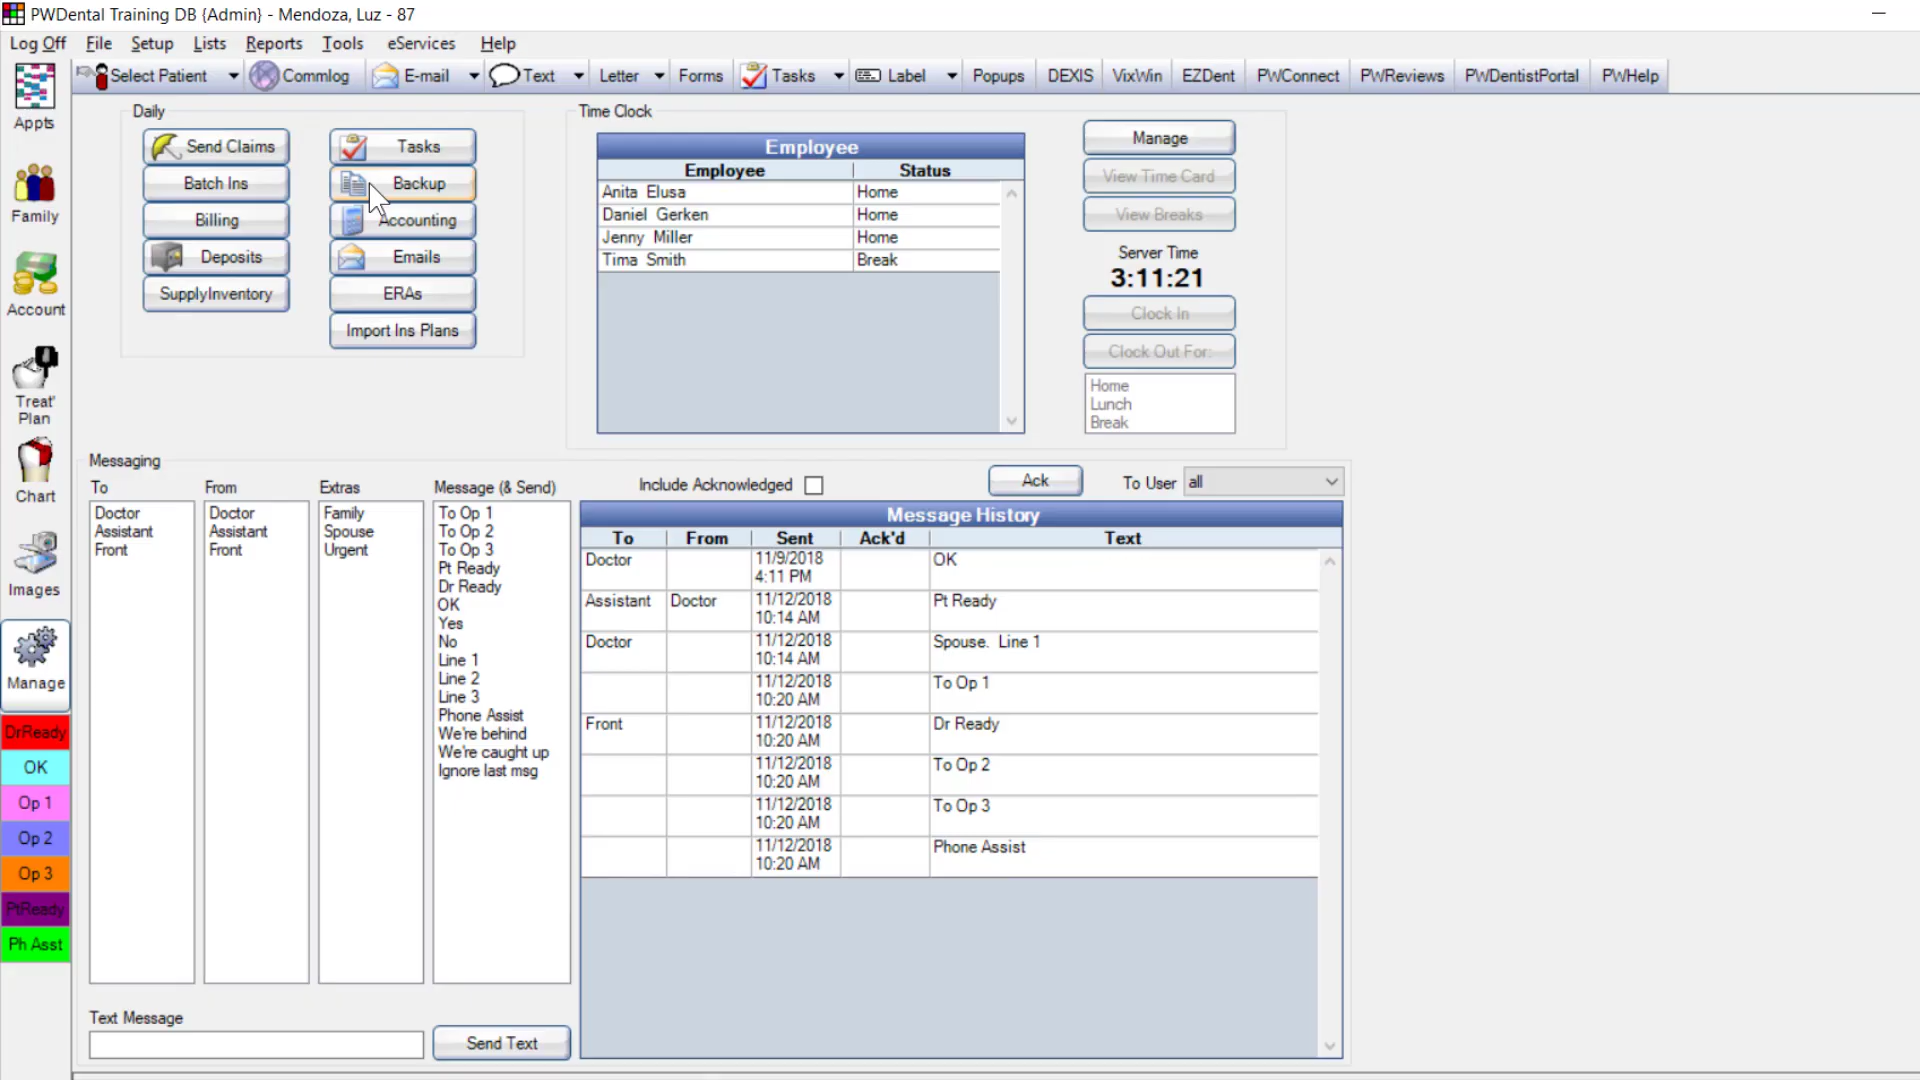 PWDental Training DB {Admin} - Mendoza, Luz - 87
Log Off File Setup Lists Reports Tools eServices Help
Select Patient Commlog E-mail Text Letter Forms Tasks Label Popups DEXIS VixWin EZDent PWConnect PWReviews PWDentistPortal PWHelp
Appts
Family
Account
Treat'
Plan
Chart
Images
Manage
DrReady
OK
Op 1
Op 2
Op 3
PtReady
Ph Asst
Daily
Send Claims Tasks
Batch Ins Backup
Billing Accounting
Deposits Emails
SupplyInventory ERAs
Import Ins Plans
Time Clock
Employee
Employee Status
Anita Elusa Home
Daniel Gerken Home
Jenny Miller Home
Tima Smith Break
Manage
View Time Card
View Breaks
Server Time
3:11:21
Clock In
Clock Out For:
Home
Lunch
Break
Messaging
To
Doctor
Assistant
Front
From
Doctor
Assistant
Front
Extras
Family
Spouse
Urgent
Message (& Send)
To Op 1
To Op 2
To Op 3
Pt Ready
Dr Ready
OK
Yes
No
Line 1
Line 2
Line 3
Phone Assist
We're behind
We're caught up
Ignore last msg
Include Acknowledged Ack To User all
Message History
To From Sent Ack'd Text
Doctor 11/9/2018 OK
4:11 PM
Assistant Doctor 11/12/2018 Pt Ready
10:14 AM
Doctor 11/12/2018 Spouse. Line 1
10:14 AM
11/12/2018 To Op 1
10:20 AM
Front 11/12/2018 Dr Ready
10:20 AM
11/12/2018 To Op 2
10:20 AM
11/12/2018 To Op 3
10:20 AM
11/12/2018 Phone Assist
10:20 AM
Text Message
Send Text